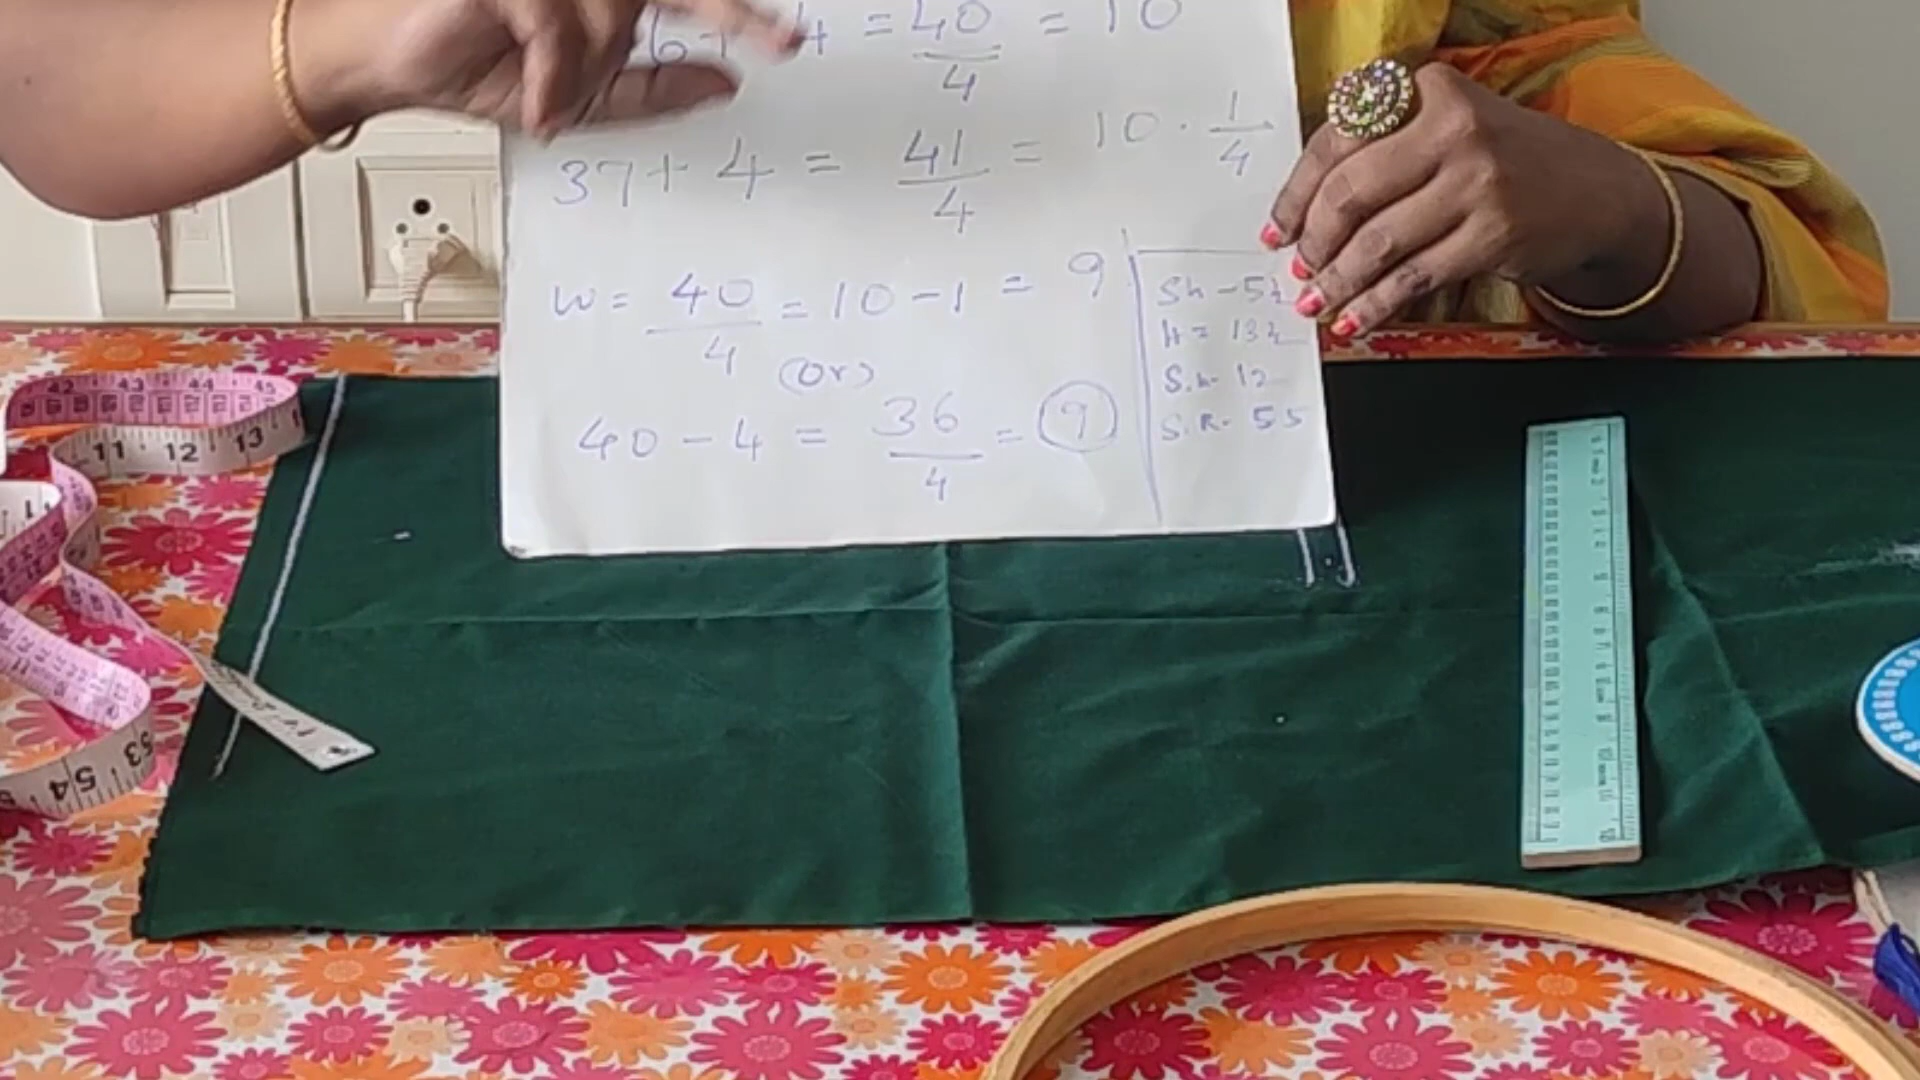 6+ 4 = 40/4 = 10
37+ 4 = 41/4 = 10 · 1/4
W = 40/4 = 10 - 1 = 9
(or)
40 - 4 = 36/4 = 9
Sh - 5½
H = 13½
S.h- 12
S.R- 5 5
11 12 13
42 43 44 45
53
54